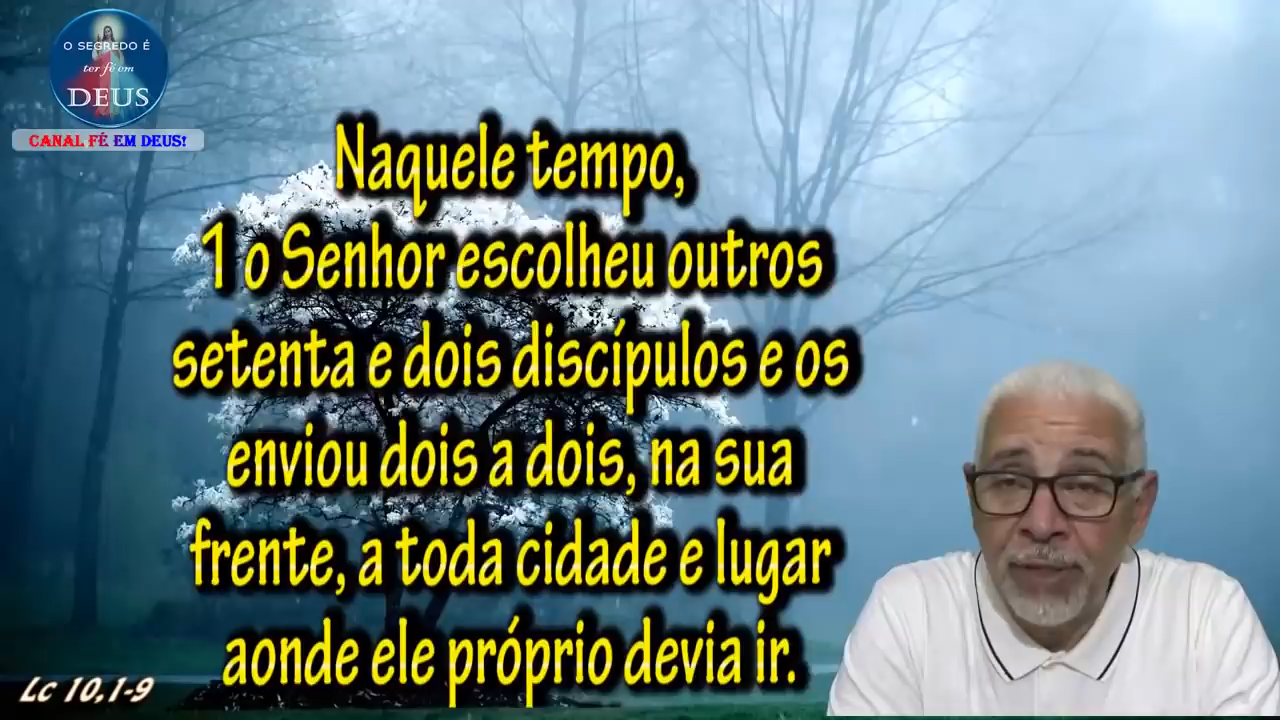 O SEGREDO É
ter fé em
DEUS
CANAL FÉ EM DEUS!
Naquele tempo,
1 o Senhor escolheu outros
setenta e dois discípulos e os
enviou dois a dois, na sua
frente, a toda cidade e lugar
aonde ele próprio devia ir.
Lc 10,1-9